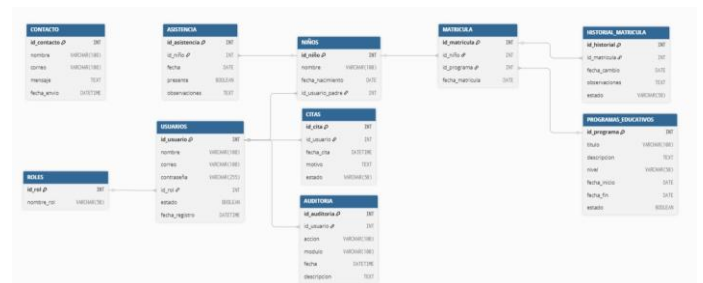 CONTACTO
id_contacto INT
nombre VARCHAR(100)
correo VARCHAR(100)
mensaje TEXT
fecha_envio DATETIME
ASISTENCIA
id_asistencia INT
id_niño INT
fecha DATE
presente BOOLEAN
observaciones TEXT
NIÑOS
id_niño INT
nombre VARCHAR(100)
fecha_nacimiento DATE
id_usuario_padre INT
MATRICULA
id_matricula INT
id_niño INT
id_programa INT
fecha_matricula DATE
HISTORIAL_MATRICULA
id_historial INT
id_matricula INT
fecha_cambio DATE
observaciones TEXT
estado VARCHAR(50)
USUARIOS
id_usuario INT
nombre VARCHAR(100)
correo VARCHAR(100)
contraseña VARCHAR(255)
id_rol INT
estado BOOLEAN
fecha_registro DATETIME
CITAS
id_cita INT
id_usuario INT
fecha_cita DATETIME
motivo TEXT
estado VARCHAR(50)
PROGRAMAS_EDUCATIVOS
id_programa INT
titulo VARCHAR(100)
descripcion TEXT
nivel VARCHAR(50)
fecha_inicio DATE
fecha_fin DATE
estado BOOLEAN
ROLES
id_rol INT
nombre_rol VARCHAR(50)
AUDITORIA
id_auditoria INT
id_usuario INT
accion VARCHAR(100)
modulo VARCHAR(100)
fecha DATETIME
descripcion TEXT